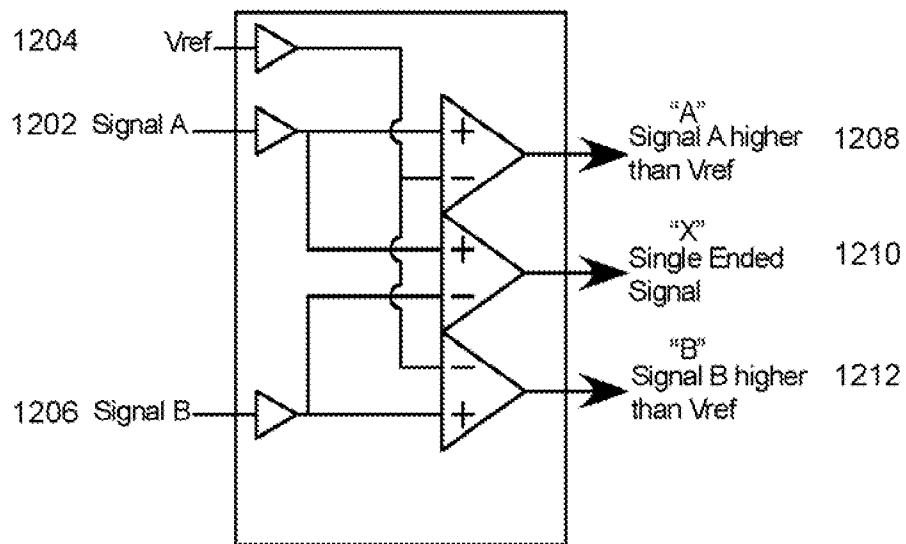 1204 Vref
1202 Signal A
1206 Signal B
+
−
+
−
−
+
“A”
Signal A higher
than Vref
1208
“X”
Single Ended
Signal
1210
“B”
Signal B higher
than Vref
1212